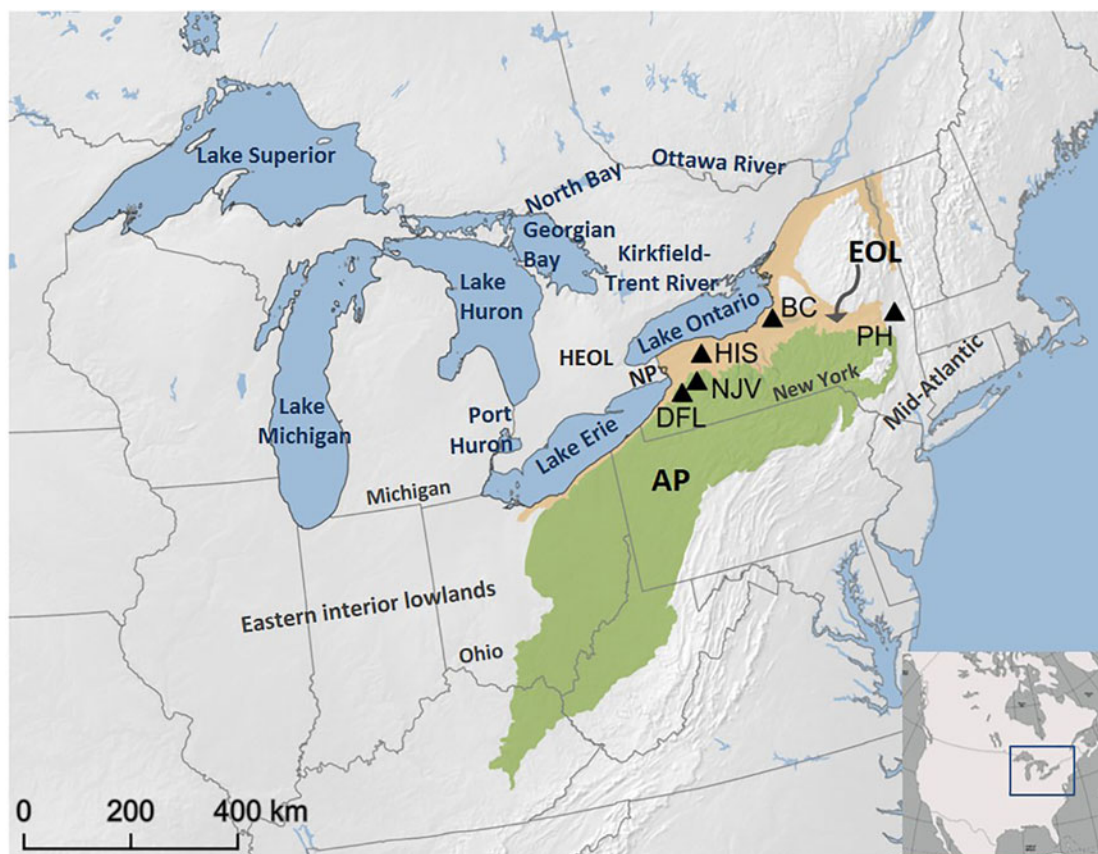 Lake Superior
Ottawa River
North Bay
Georgian
Bay
Kirkfield-
Trent River
EOL
Lake
Huron
Lake Ontario
BC
PH
HEOL
NP
HIS
NJV
DFL
New York
Mid-Atlantic
Lake
Michigan
Port
Huron
Lake Erie
AP
Michigan
Eastern interior lowlands
Ohio
0 200 400 km